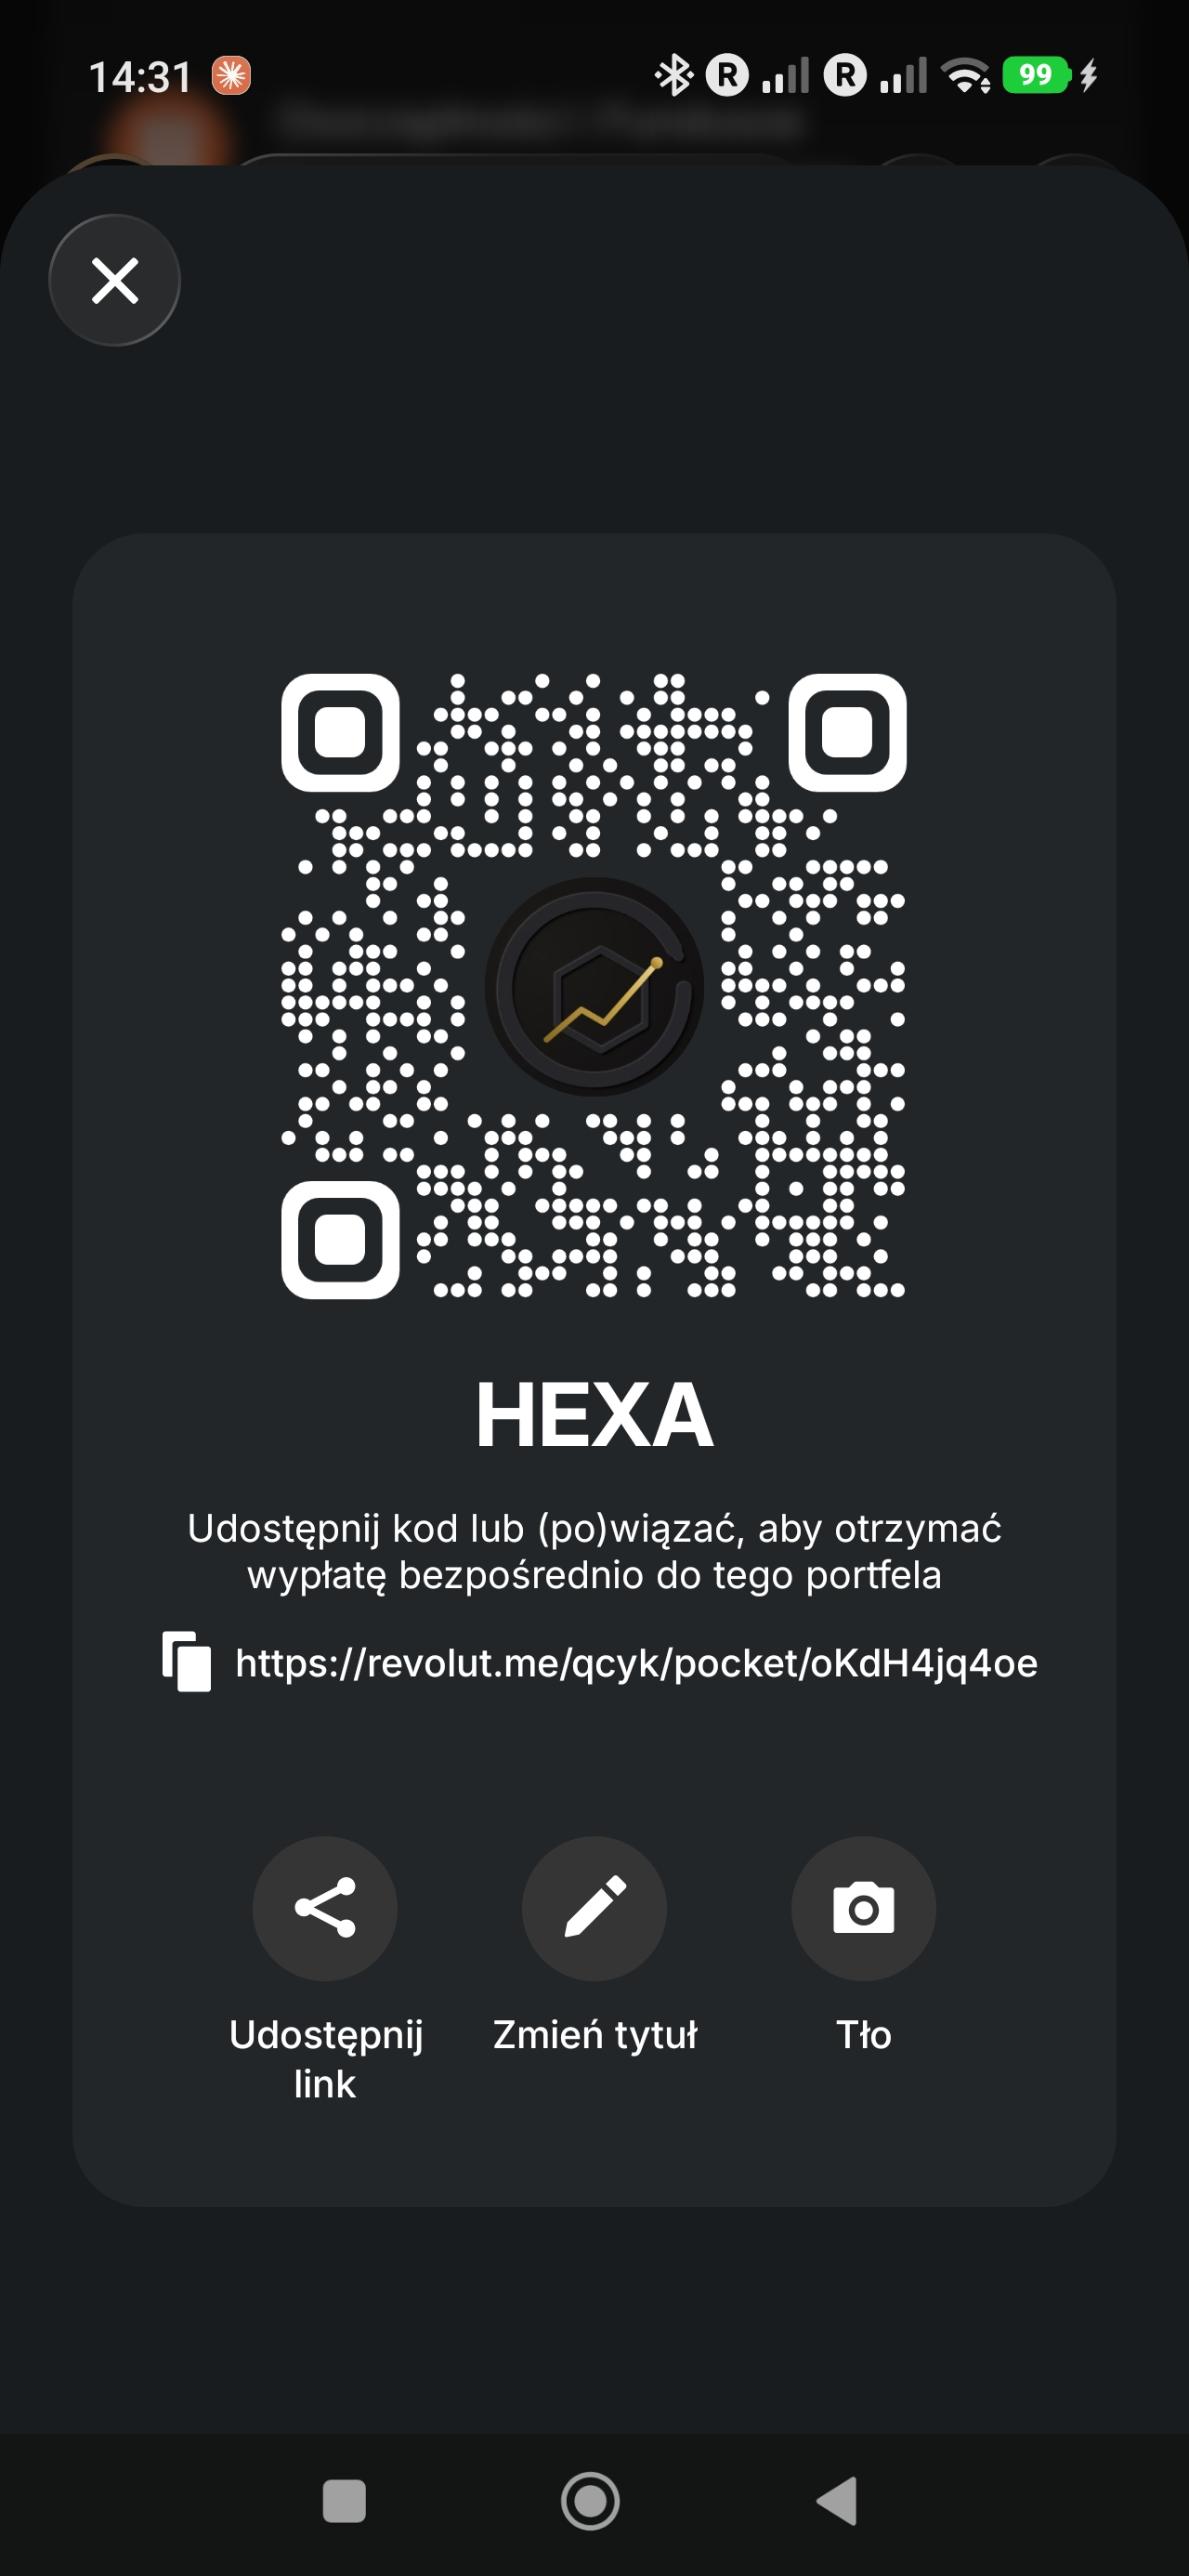 14:31
R
R
99
HEXA
Udostępnij kod lub (po)wiązać, aby otrzymać
wypłatę bezpośrednio do tego portfela
https://revolut.me/qcyk/pocket/oKdH4jq4oe
Udostępnij
link
Zmień tytuł
Tło